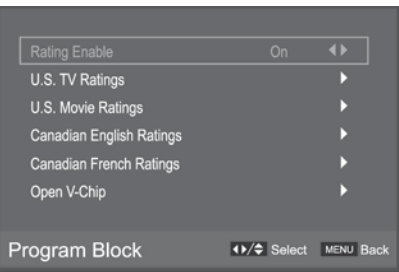 Rating Enable On
U.S. TV Ratings
U.S. Movie Ratings
Canadian English Ratings
Canadian French Ratings
Open V-Chip
Program Block Select MENU Back